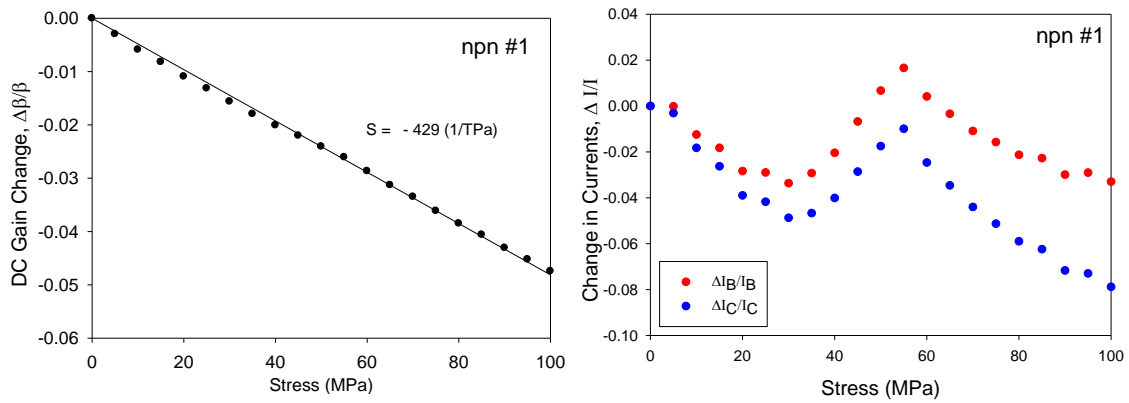 npn #1
S = - 429 (1/TPa)
DC Gain Change, Δβ/β
0.00
-0.01
-0.02
-0.03
-0.04
-0.05
-0.06
0 20 40 60 80 100
Stress (MPa)
npn #1
Change in Currents, Δ I/I
0.04
0.02
0.00
-0.02
-0.04
-0.06
-0.08
-0.10
ΔIB/IB
ΔIC/IC
0 20 40 60 80 100
Stress (MPa)